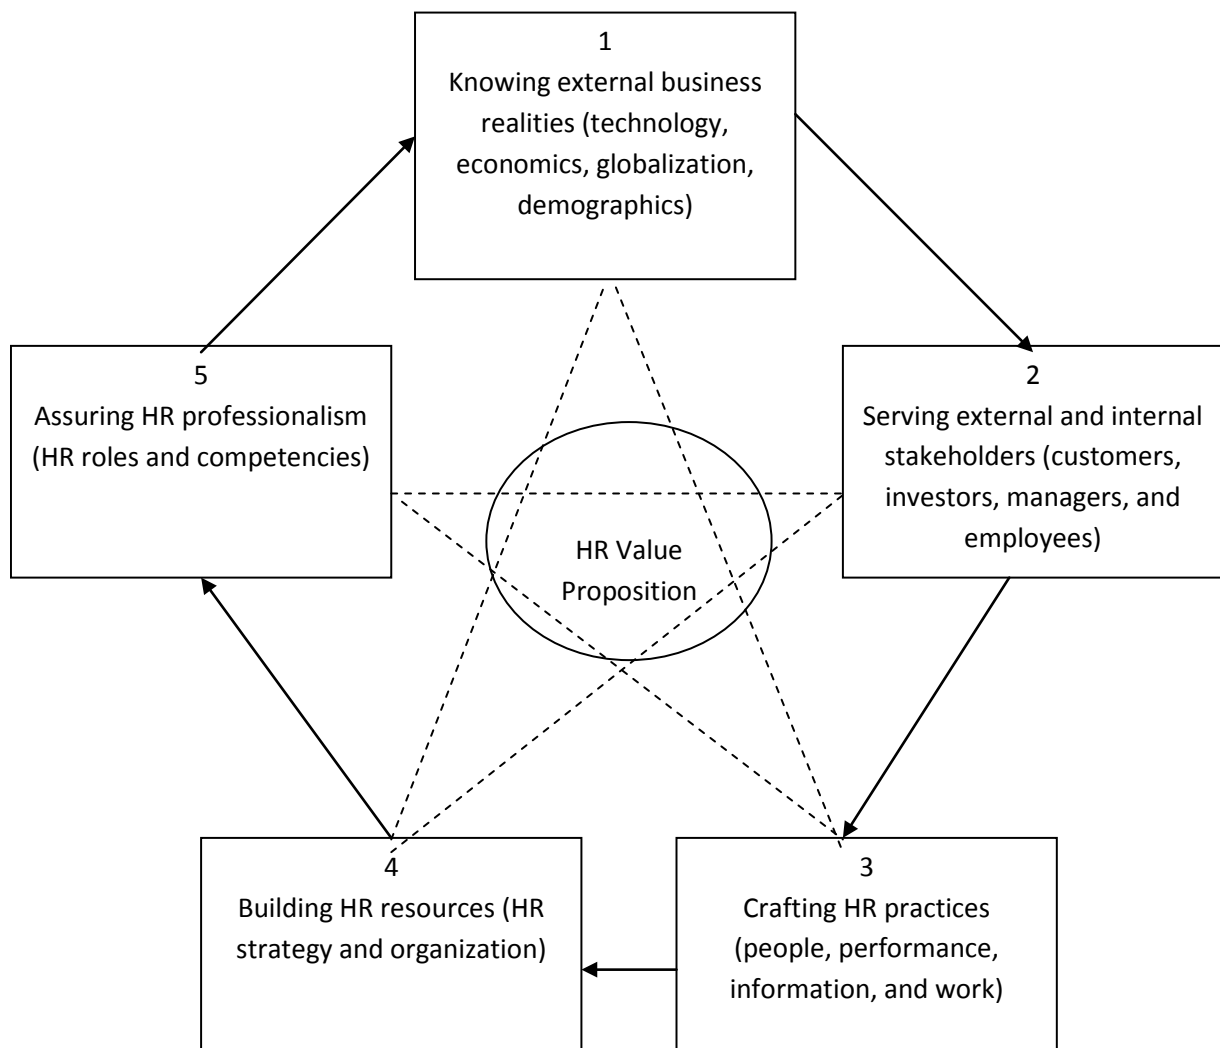 1
Knowing external business
realities (technology,
economics, globalization,
demographics)
5
Assuring HR professionalism
(HR roles and competencies)
2
Serving external and internal
stakeholders (customers,
investors, managers, and
employees)
HR Value
Proposition
4
Building HR resources (HR
strategy and organization)
3
Crafting HR practices
(people, performance,
information, and work)